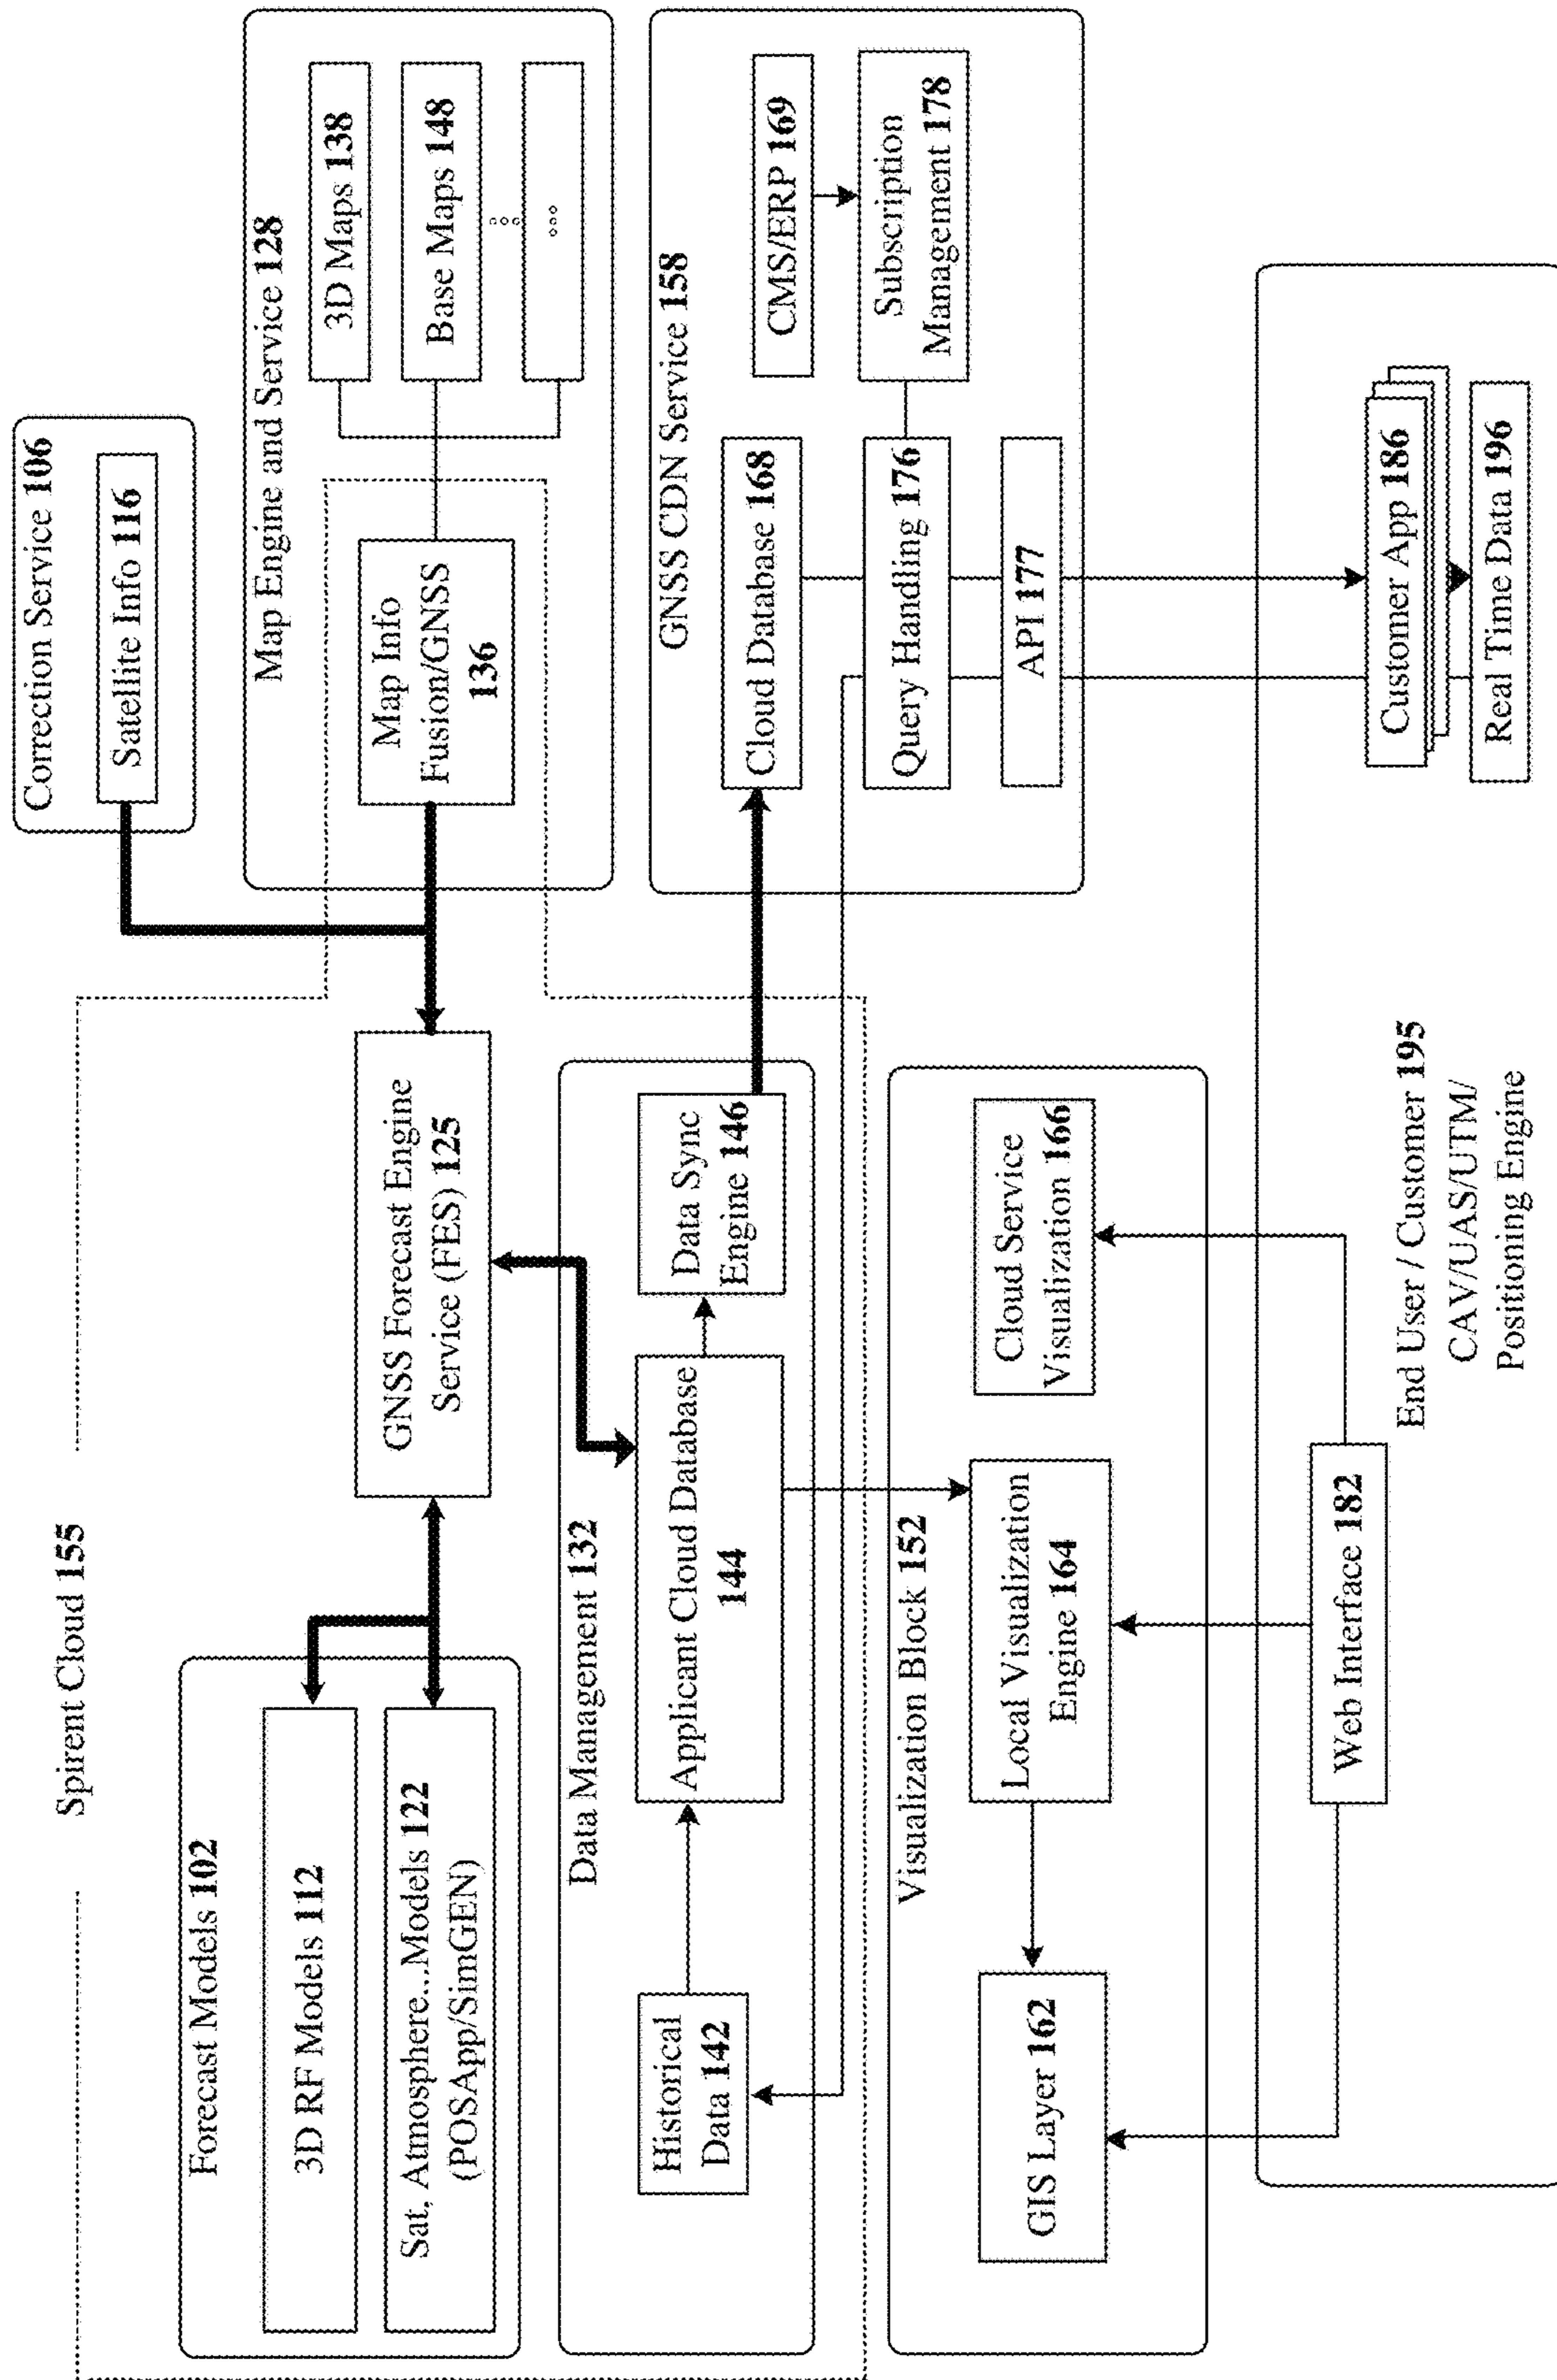 Spirent Cloud 155
Correction Service 106
Satellite Info 116
Forecast Models 102
3D RF Models 112
Sat, Atmosphere...Models 122
(POSApp/SimGEN)
GNSS Forecast Engine
Service (FES) 125
Map Engine and Service 128
Map Info
Fusion/GNSS
136
3D Maps 138
Base Maps 148
Data Management 132
Historical
Data 142
Applicant Cloud Database
144
Data Sync
Engine 146
GNSS CDN Service 158
Cloud Database 168
CMS/ERP 169
Query Handling 176
Subscription
Management 178
API 177
Visualization Block 152
GIS Layer 162
Local Visualization
Engine 164
Cloud Service
Visualization 166
Web Interface 182
End User / Customer 195
CAV/UAS/UTM/
Positioning Engine
Customer App 186
Real Time Data 196